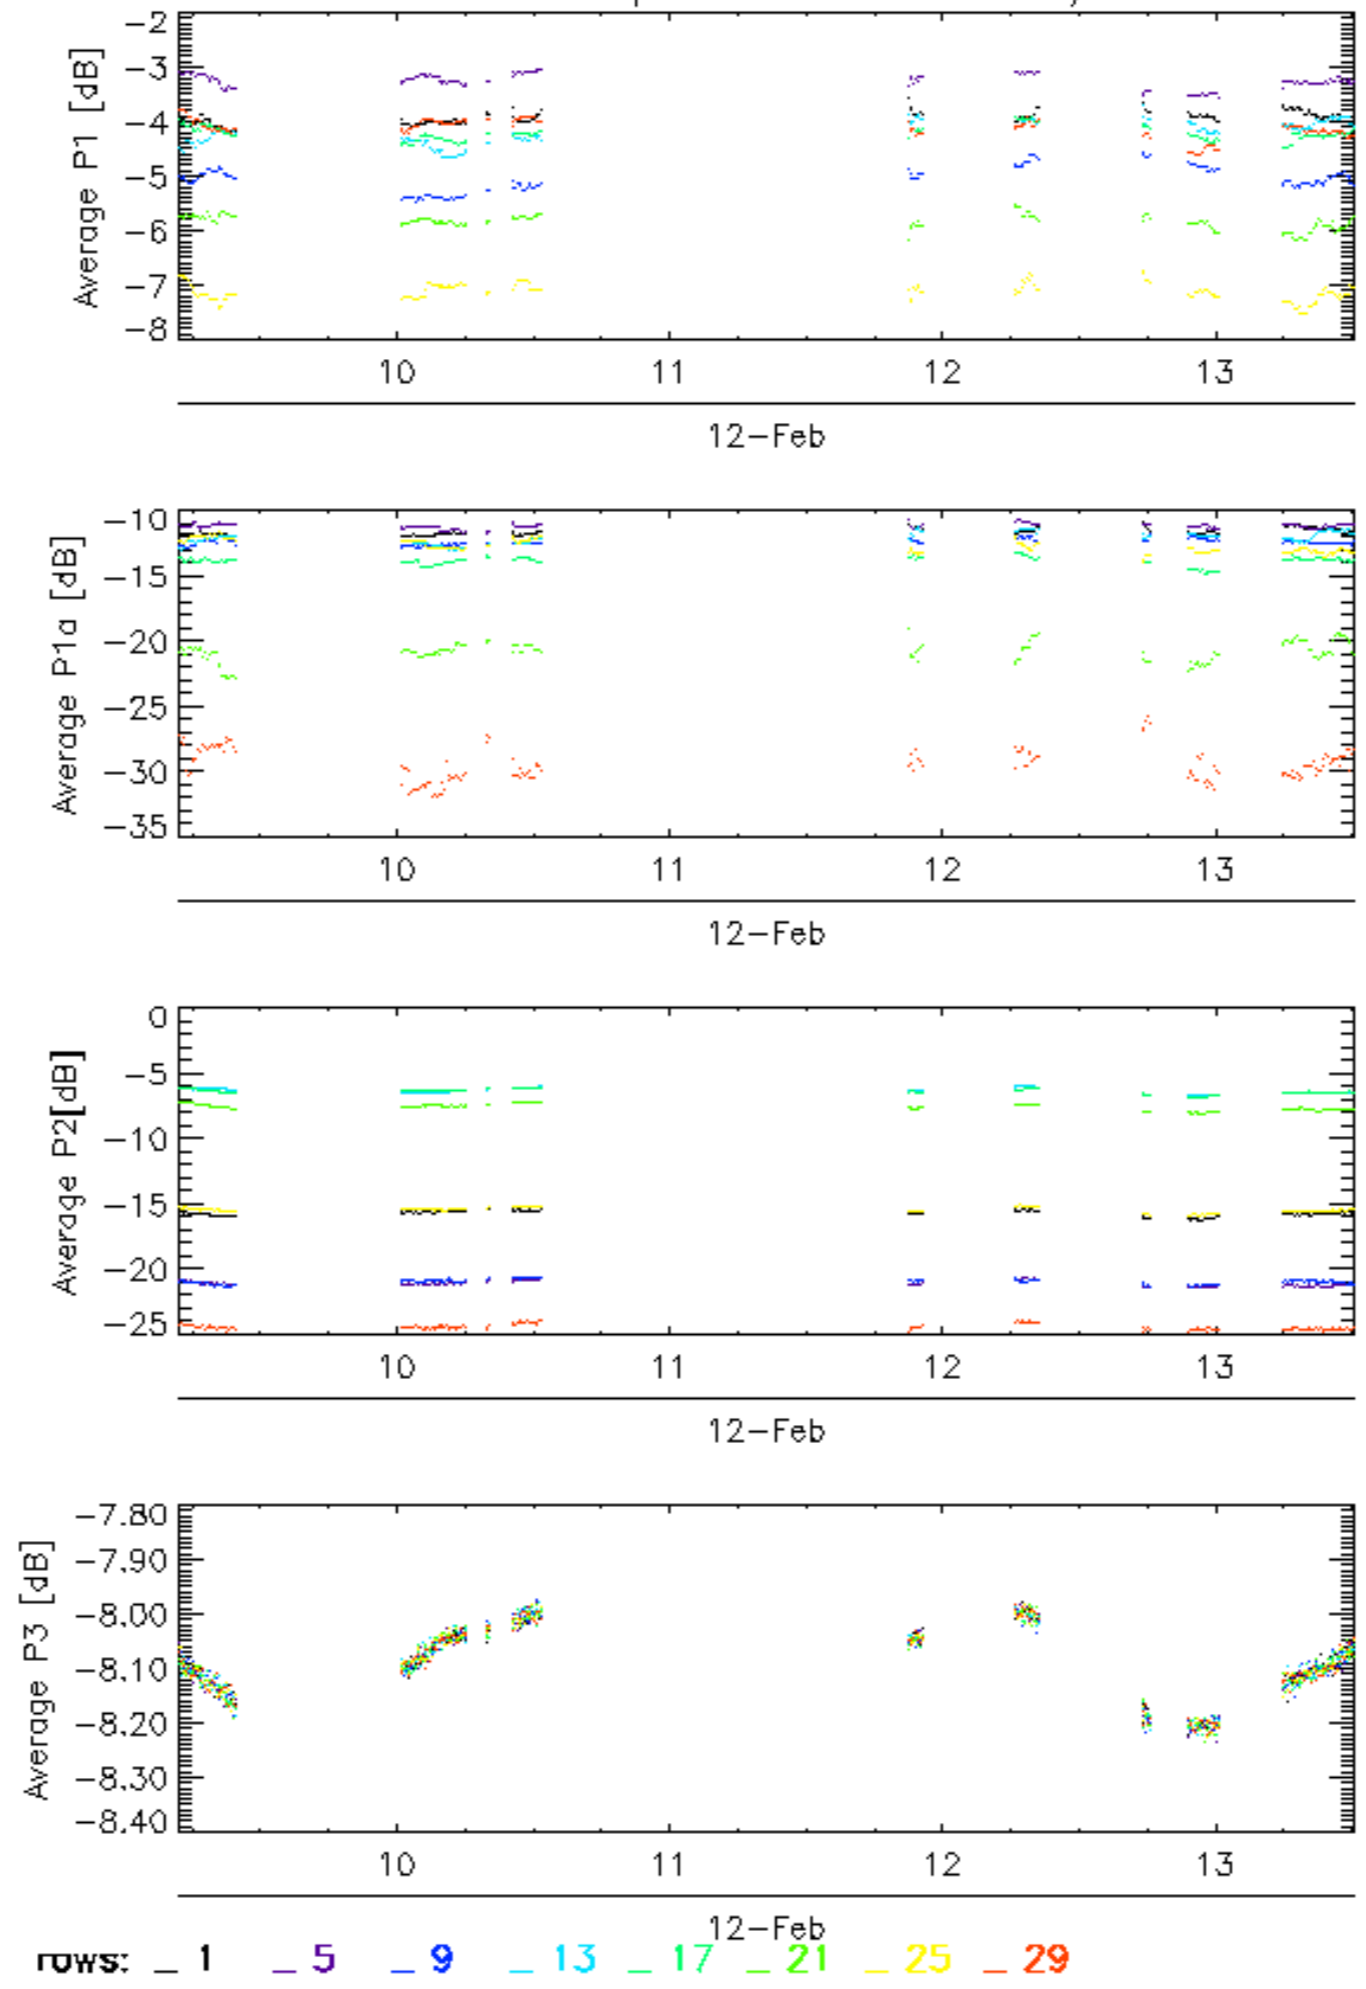 -2
-3
-4
-5
-6
-7
-8
Average P1 [dB]
10 11 12 13
12-Feb
-10
-15
-20
-25
-30
-35
Average P1a [dB]
10 11 12 13
12-Feb
0
-5
-10
-15
-20
-25
Average P2[dB]
10 11 12 13
12-Feb
-7.80
-7.90
-8.00
-8.10
-8.20
-8.30
-8.40
Average P3 [dB]
10 11 12 13
12-Feb
rows: _ 1 _ 5 _ 9 _ 13 _ 17 _ 21 _ 25 _ 29